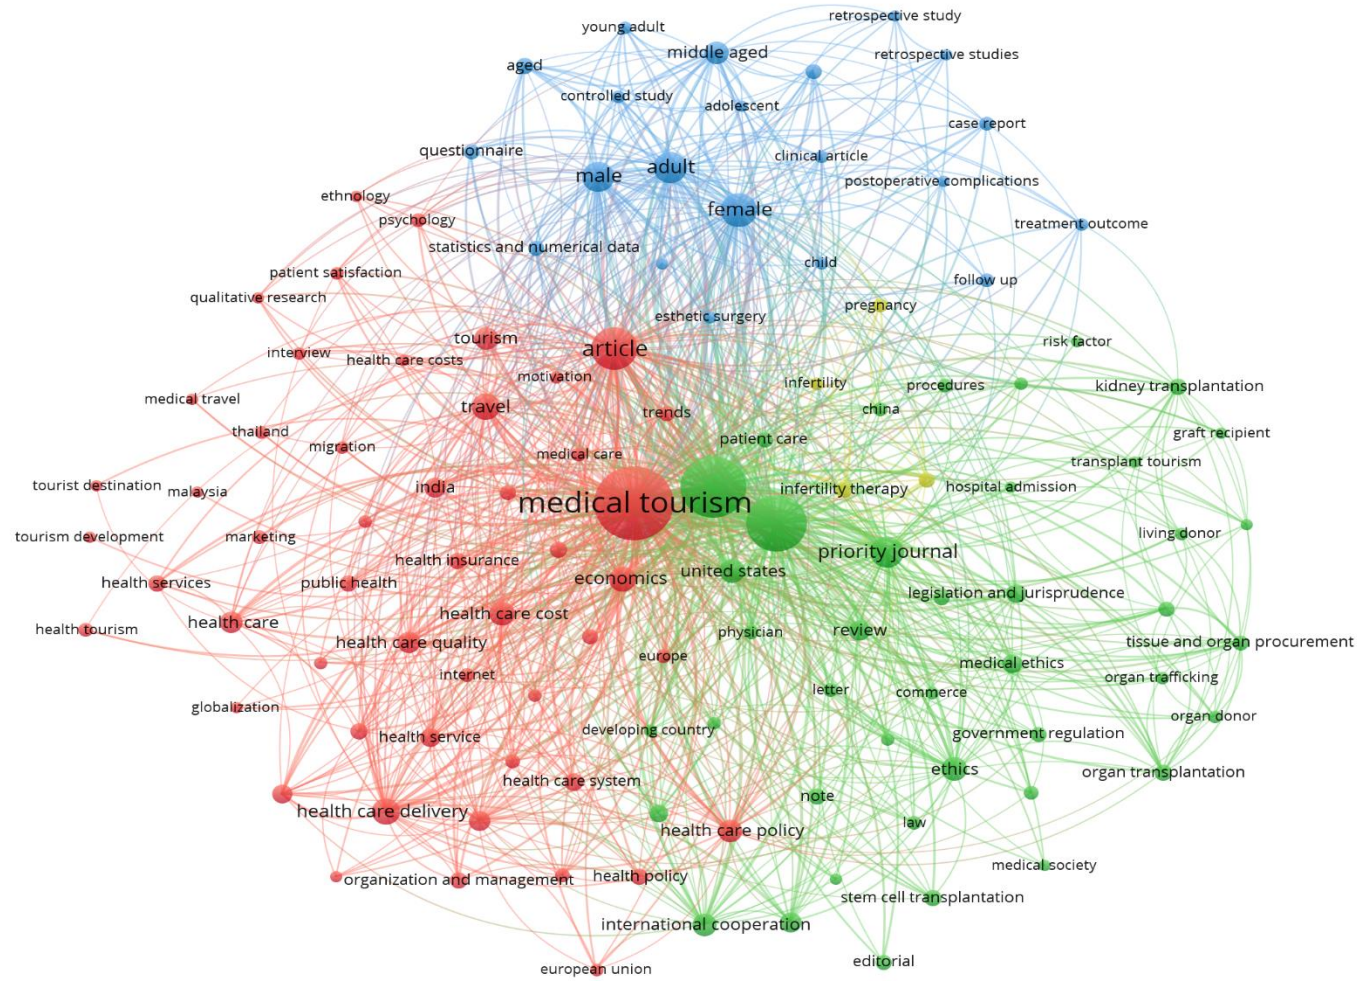 retrospective study
young adult
middle aged
retrospective studies
aged
controlled study
adolescent
case report
questionnaire
clinical article
male
adult
postoperative complications
ethnology
female
psychology
treatment outcome
statistics and numerical data
child
patient satisfaction
follow up
qualitative research
pregnancy
esthetic surgery
tourism
article
risk factor
interview
health care costs
motivation
infertility
procedures
kidney transplantation
medical travel
travel
trends
china
thailand
patient care
graft recipient
migration
medical care
transplant tourism
tourist destination
malaysia
india
infertility therapy
hospital admission
medical tourism
tourism development
marketing
living donor
priority journal
health insurance
united states
health services
public health
economics
legislation and jurisprudence
health care cost
health care
health tourism
health care quality
physician
review
tissue and organ procurement
europe
medical ethics
internet
organ trafficking
letter
commerce
globalization
organ donor
developing country
government regulation
health service
health care system
ethics
organ transplantation
note
health care delivery
law
health care policy
medical society
organization and management
health policy
stem cell transplantation
international cooperation
editorial
european union